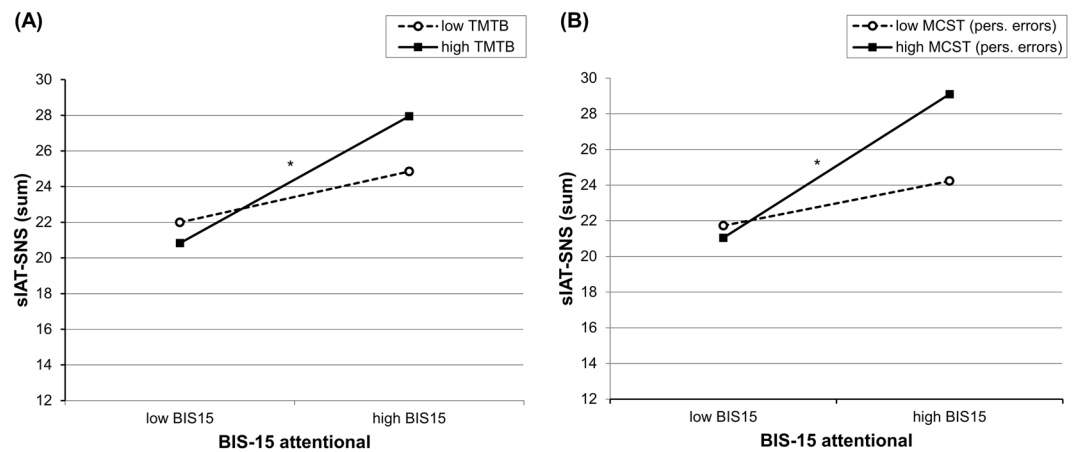 (A)
low TMTB
high TMTB
30
28
26
24
22
20
18
16
14
12
sIAT-SNS (sum)
*
low BIS15 high BIS15
BIS-15 attentional
(B)
low MCST (pers. errors)
high MCST (pers. errors)
30
28
26
24
22
20
18
16
14
12
sIAT-SNS (sum)
*
low BIS15 high BIS15
BIS-15 attentional